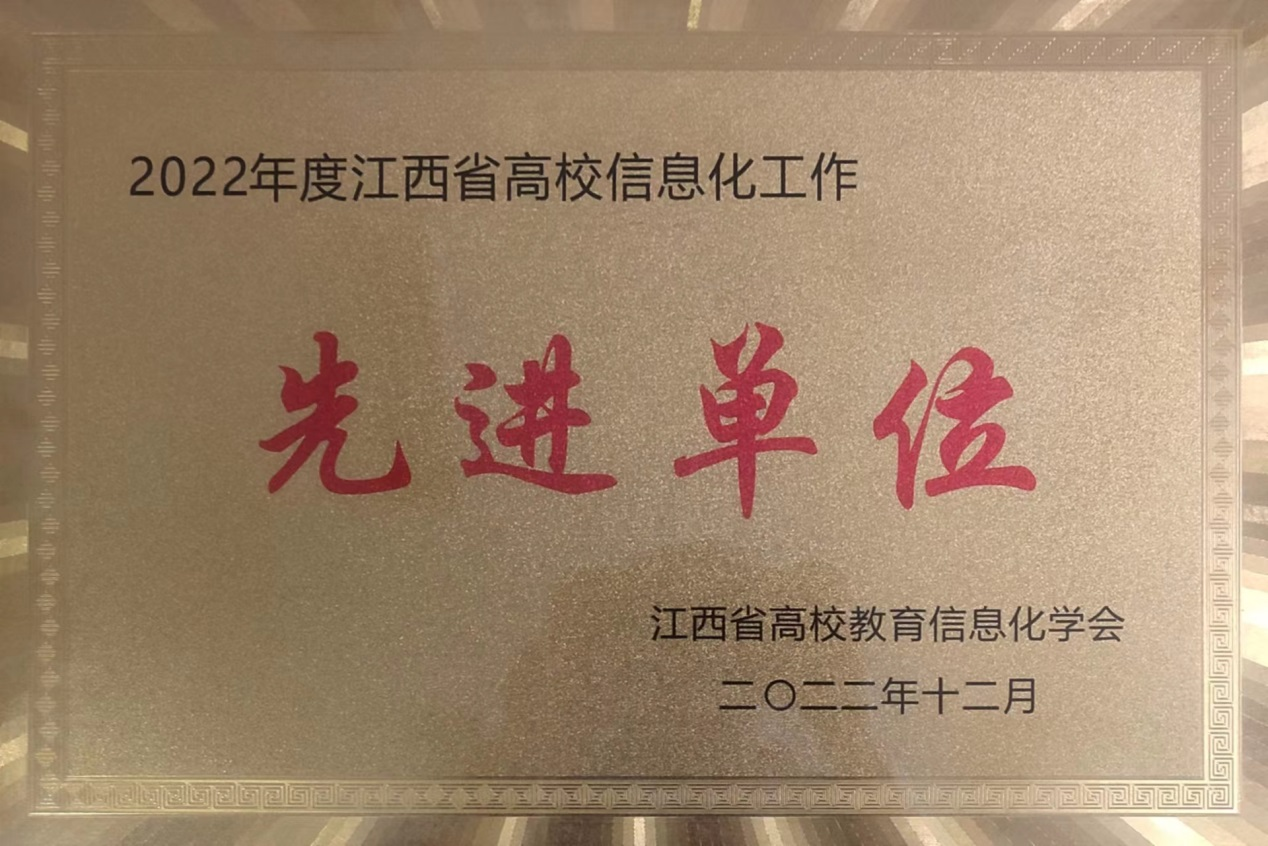 2022年度江西省高校信息化工作
先进单位
江西省高校教育信息化学会
二〇二二年十二月